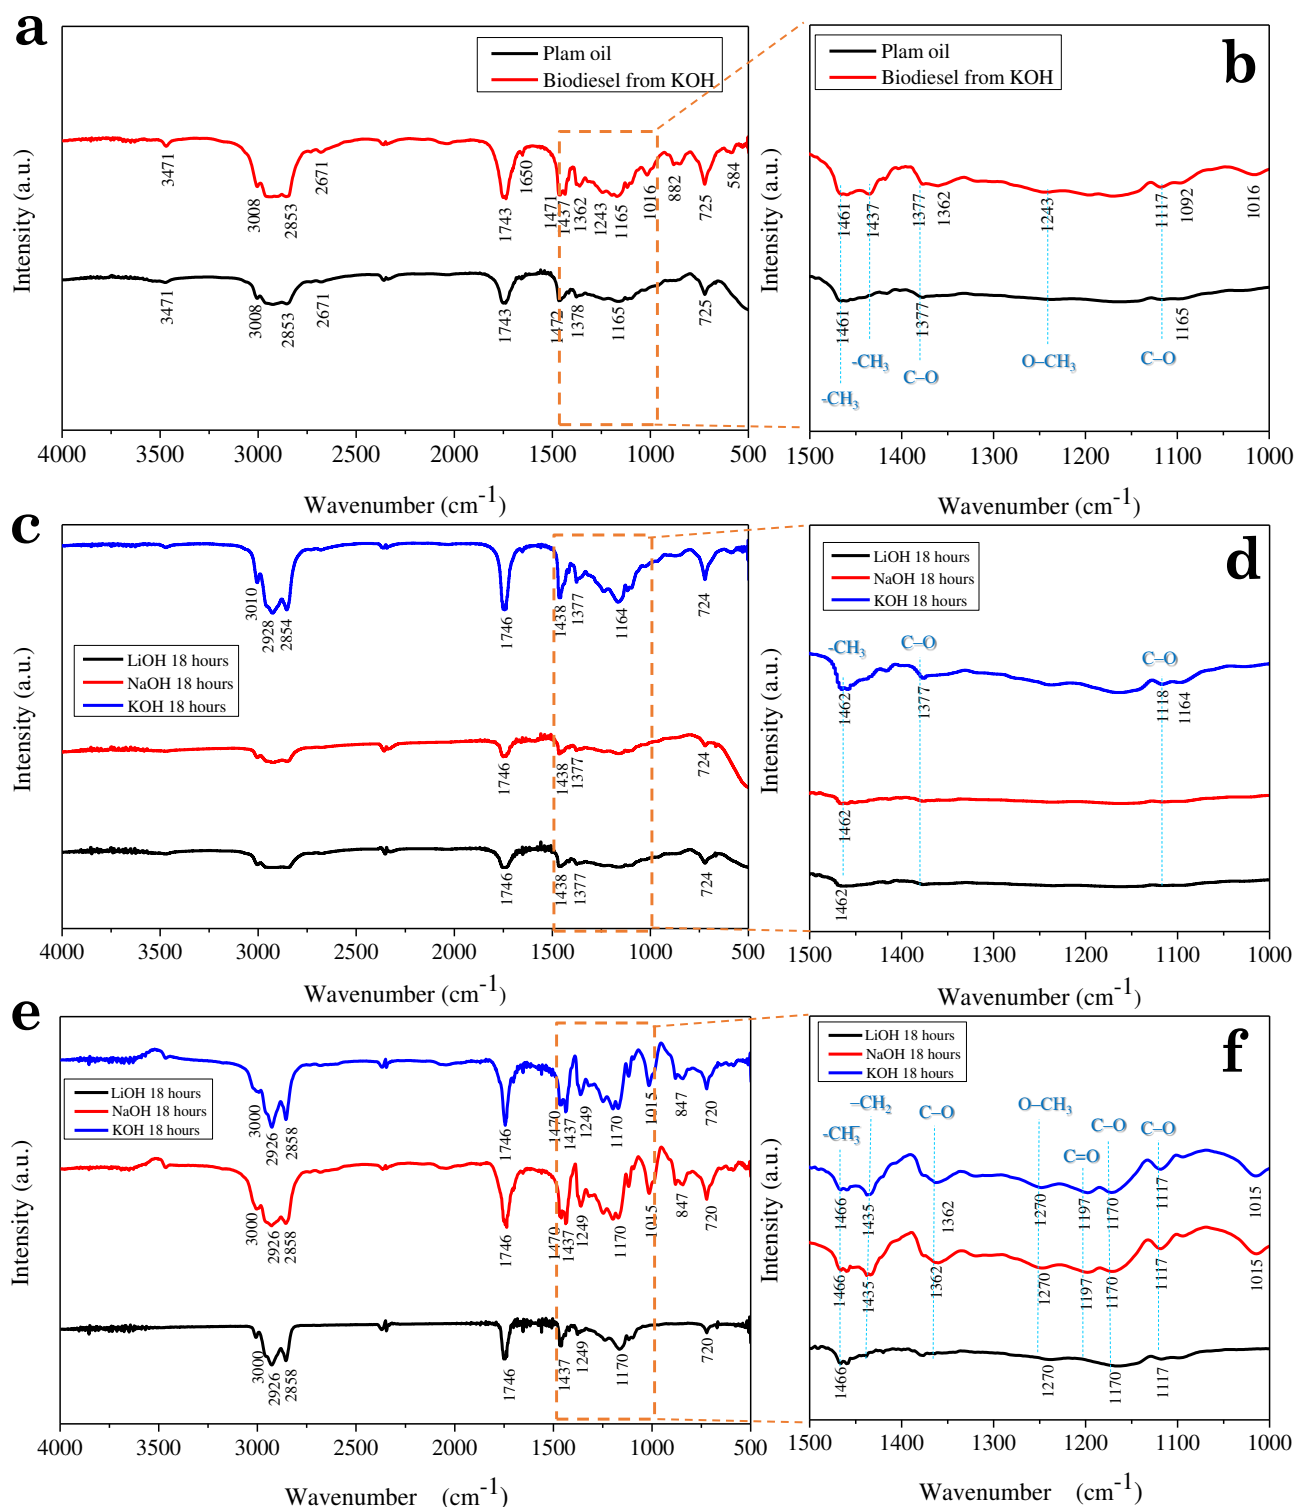 a
Plam oil
Biodiesel from KOH
3471
3008
2853
2671
1743
1650
1471
1437
1362
1243
1165
1016
882
725
584
3471
3008
2853
2671
1743
1472
1378
1165
725
Intensity (a.u.)
4000 3500 3000 2500 2000 1500 1000 500
Wavenumber (cm-1)
b
Plam oil
Biodiesel from KOH
1461
1437
1377
1362
1243
1117
1092
1016
1461
1377
1165
-CH3
-CH3
C–O
O–CH3
C–O
Intensity (a.u.)
1500 1400 1300 1200 1100 1000
Wavenumber (cm-1)
c
3010
2928
2854
1746
1438
1377
1164
724
LiOH 18 hours
NaOH 18 hours
KOH 18 hours
1746
1438
1377
724
1746
1438
1377
724
Intensity (a.u.)
4000 3500 3000 2500 2000 1500 1000 500
Wavenumber (cm-1)
d
LiOH 18 hours
NaOH 18 hours
KOH 18 hours
-CH3
C–O
C–O
1462
1377
1118
1164
1462
1462
Intensity (a.u.)
1500 1400 1300 1200 1100 1000
Wavenumber (cm-1)
e
LiOH 18 hours
NaOH 18 hours
KOH 18 hours
3000
2926
2858
1746
1470
1437
1249
1170
1015
847
720
3000
2926
2858
1746
1470
1437
1249
1170
1015
847
720
3000
2926
2858
1746
1437
1249
1170
720
Intensity (a.u.)
4000 3500 3000 2500 2000 1500 1000 500
Wavenumber (cm-1)
f
LiOH 18 hours
NaOH 18 hours
KOH 18 hours
-CH3
–CH2
C–O
O–CH3
C=O
C–O
C–O
1466
1435
1362
1270
1197
1170
1117
1015
1466
1435
1362
1270
1197
1170
1117
1015
1466
1270
1170
1117
Intensity (a.u.)
1500 1400 1300 1200 1100 1000
Wavenumber (cm-1)